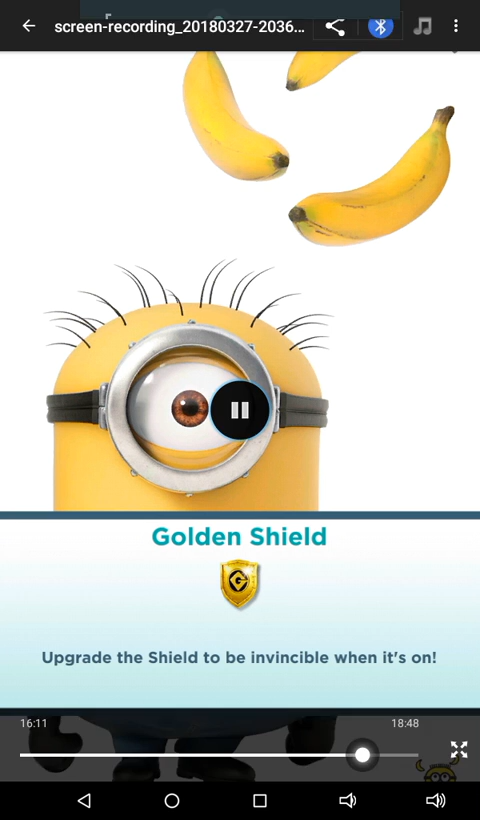 screen-recording_20180327-2036...
Golden Shield
G
Upgrade the Shield to be invincible when it's on!
16:11
18:48